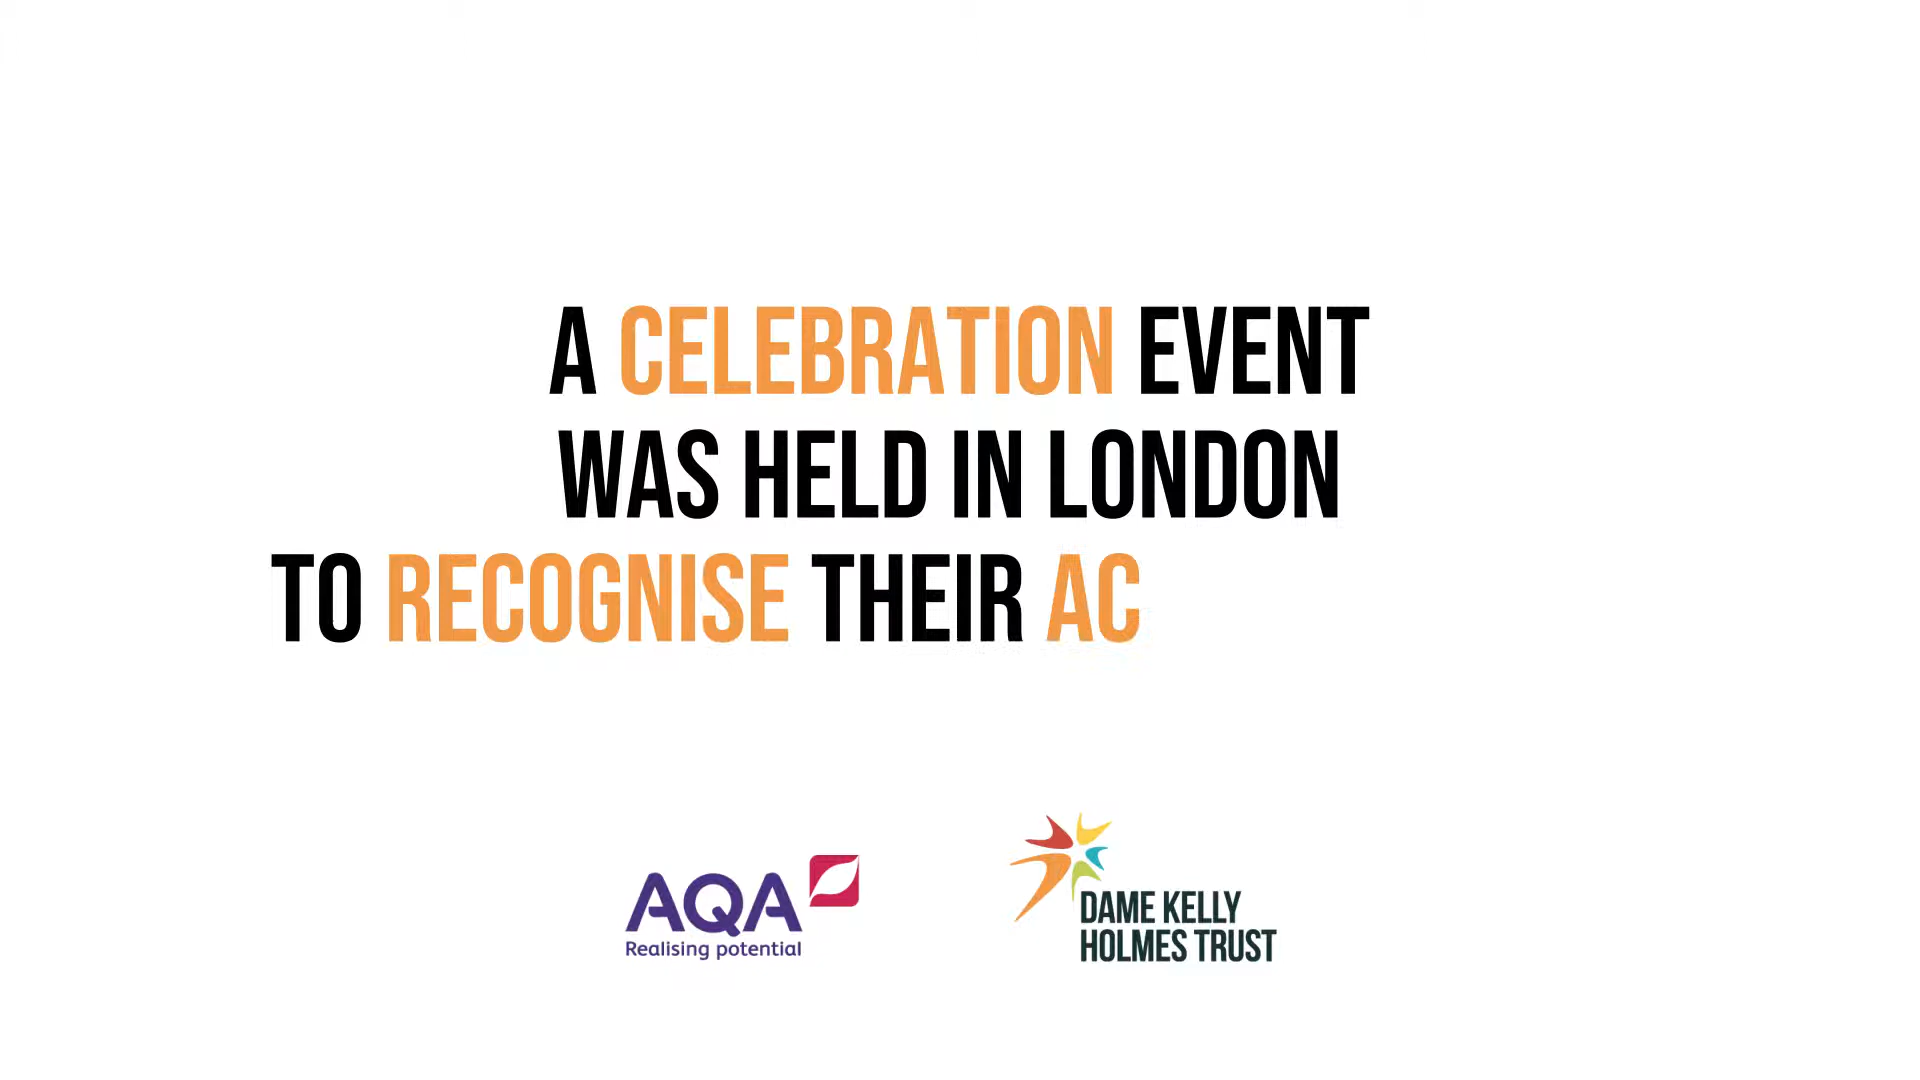 A CELEBRATION EVENT
WAS HELD IN LONDON
TO RECOGNISE THEIR AC
AQA
Realising potential
DAME KELLY
HOLMES TRUST